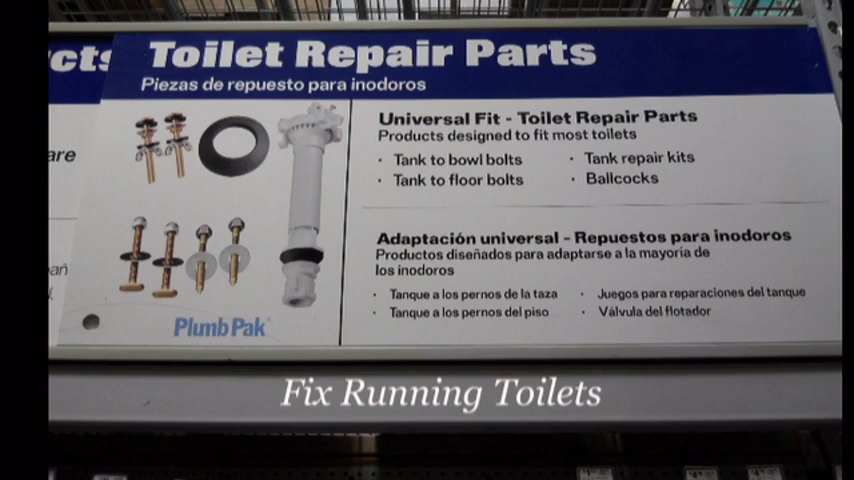 Toilet Repair Parts
Piezas de repuesto para inodoros
Universal Fit - Toilet Repair Parts
Products designed to fit most toilets
· Tank to bowl bolts · Tank repair kits
· Tank to floor bolts · Ballcocks
Adaptación universal - Repuestos para inodoros
Productos diseñados para adaptarse a la mayoría de
los inodoros
· Tanque a los pernos de la taza · Juegos para reparaciones del tanque
· Tanque a los pernos del piso · Válvula del flotador
PlumbPak
Fix Running Toilets